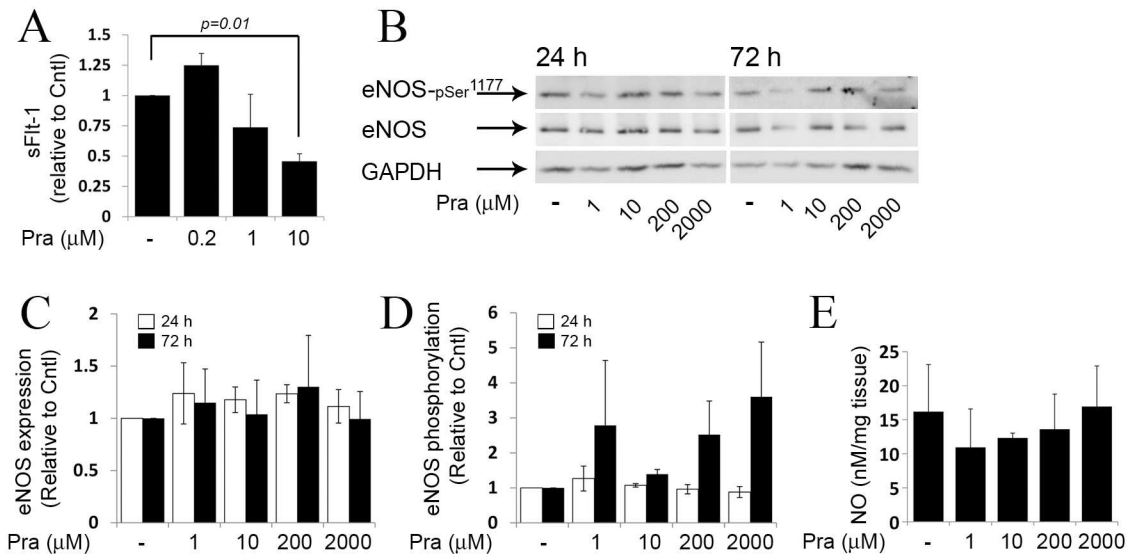 A
p=0.01
sFlt-1
(relative to Cntl)
1.5
1.25
1
0.75
0.5
0.25
0
Pra (μM)
- 0.2 1 10
B
24 h 72 h
eNOS-pSer1177
eNOS
GAPDH
Pra (μM)
- 1 10 200 2000 - 1 10 200 2000
C
24 h
72 h
eNOS expression
(Relative to Cntl)
2
1.5
1
0.5
0
Pra (μM) - 1 10 200 2000
D
24 h
72 h
eNOS phosphorylation
(Relative to Cntl)
6
5
4
3
2
1
0
Pra (μM) - 1 10 200 2000
E
NO (nM/mg tissue)
25
20
15
10
5
0
Pra (μM) - 1 10 200 2000